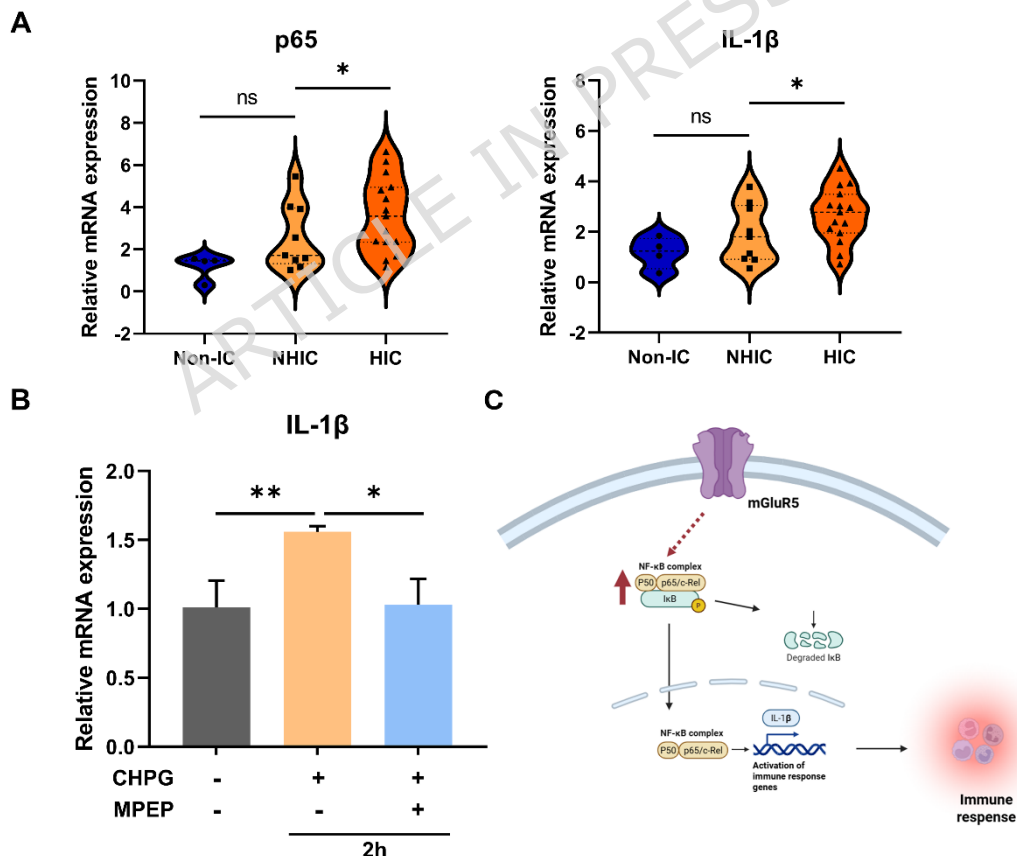 ARTICLE IN PRESS
A
p65
Relative mRNA expression
10
8
6
4
2
0
-2
ns
*
Non-IC NHIC HIC
IL-1β
Relative mRNA expression
8
6
4
2
0
-2
ns
*
Non-IC NHIC HIC
B
IL-1β
Relative mRNA expression
2.0
1.5
1.0
0.5
0.0
** *
CHPG - + +
MPEP - - +
2h
C
mGluR5
NF-κB complex
P50 p65/c-Rel
IκB
P
Degraded IκB
IL-1β
NF-κB complex
P50 p65/c-Rel
Activation of
immune response
genes
Immune
respense